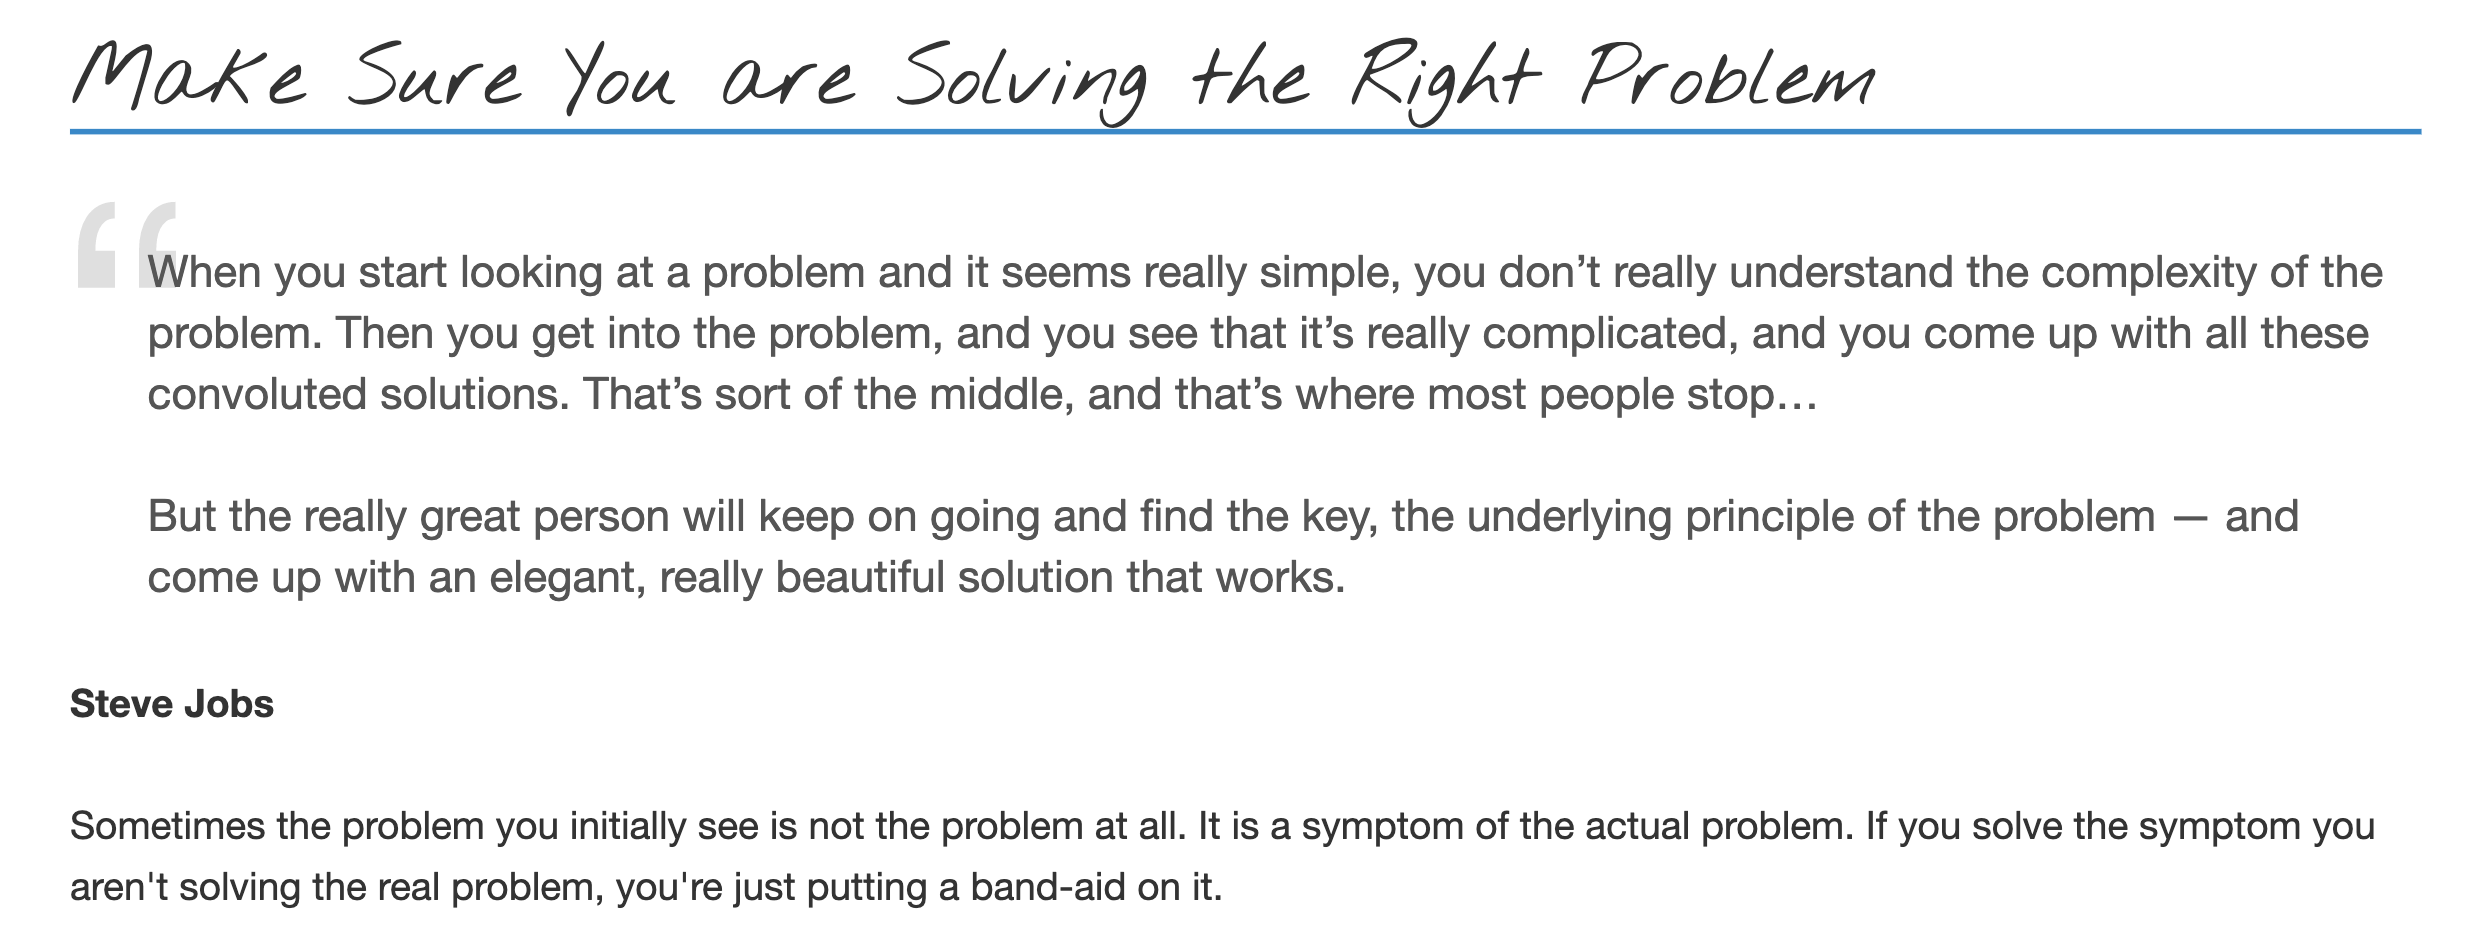 Make Sure You are Solving the Right Problem
“
When you start looking at a problem and it seems really simple, you don’t really understand the complexity of the
problem. Then you get into the problem, and you see that it’s really complicated, and you come up with all these
convoluted solutions. That’s sort of the middle, and that’s where most people stop…
But the really great person will keep on going and find the key, the underlying principle of the problem — and
come up with an elegant, really beautiful solution that works.
Steve Jobs
Sometimes the problem you initially see is not the problem at all. It is a symptom of the actual problem. If you solve the symptom you
aren't solving the real problem, you're just putting a band-aid on it.